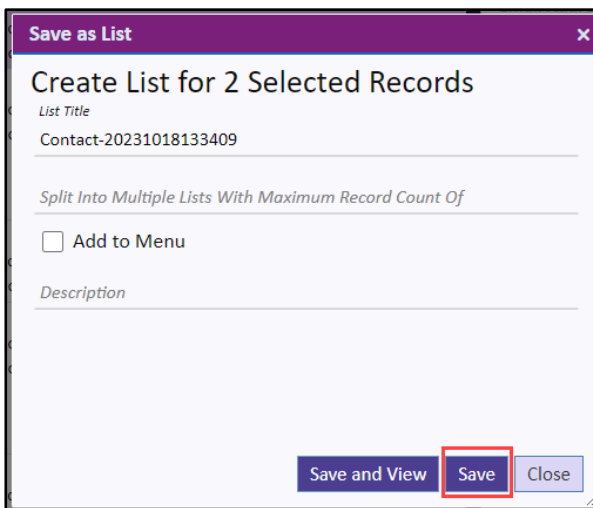 Save as List
Create List for 2 Selected Records
List Title
Contact-20231018133409
Split Into Multiple Lists With Maximum Record Count Of
Add to Menu
Description
Save and View Save Close